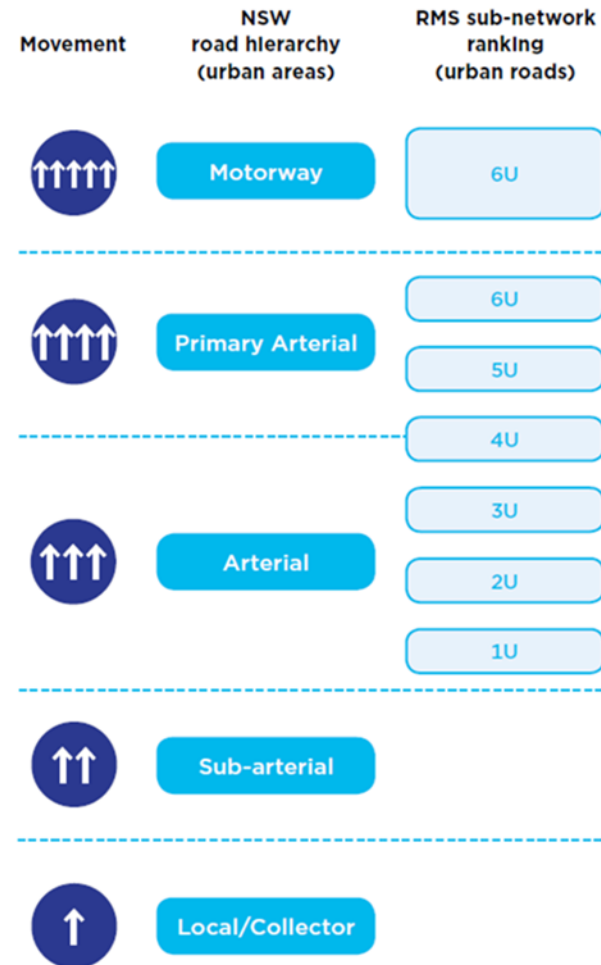 Movement
NSW
road hierarchy
(urban areas)
RMS sub-network
ranking
(urban roads)
Motorway
6U
Primary Arterial
6U
5U
4U
Arterial
3U
2U
1U
Sub-arterial
Local/Collector